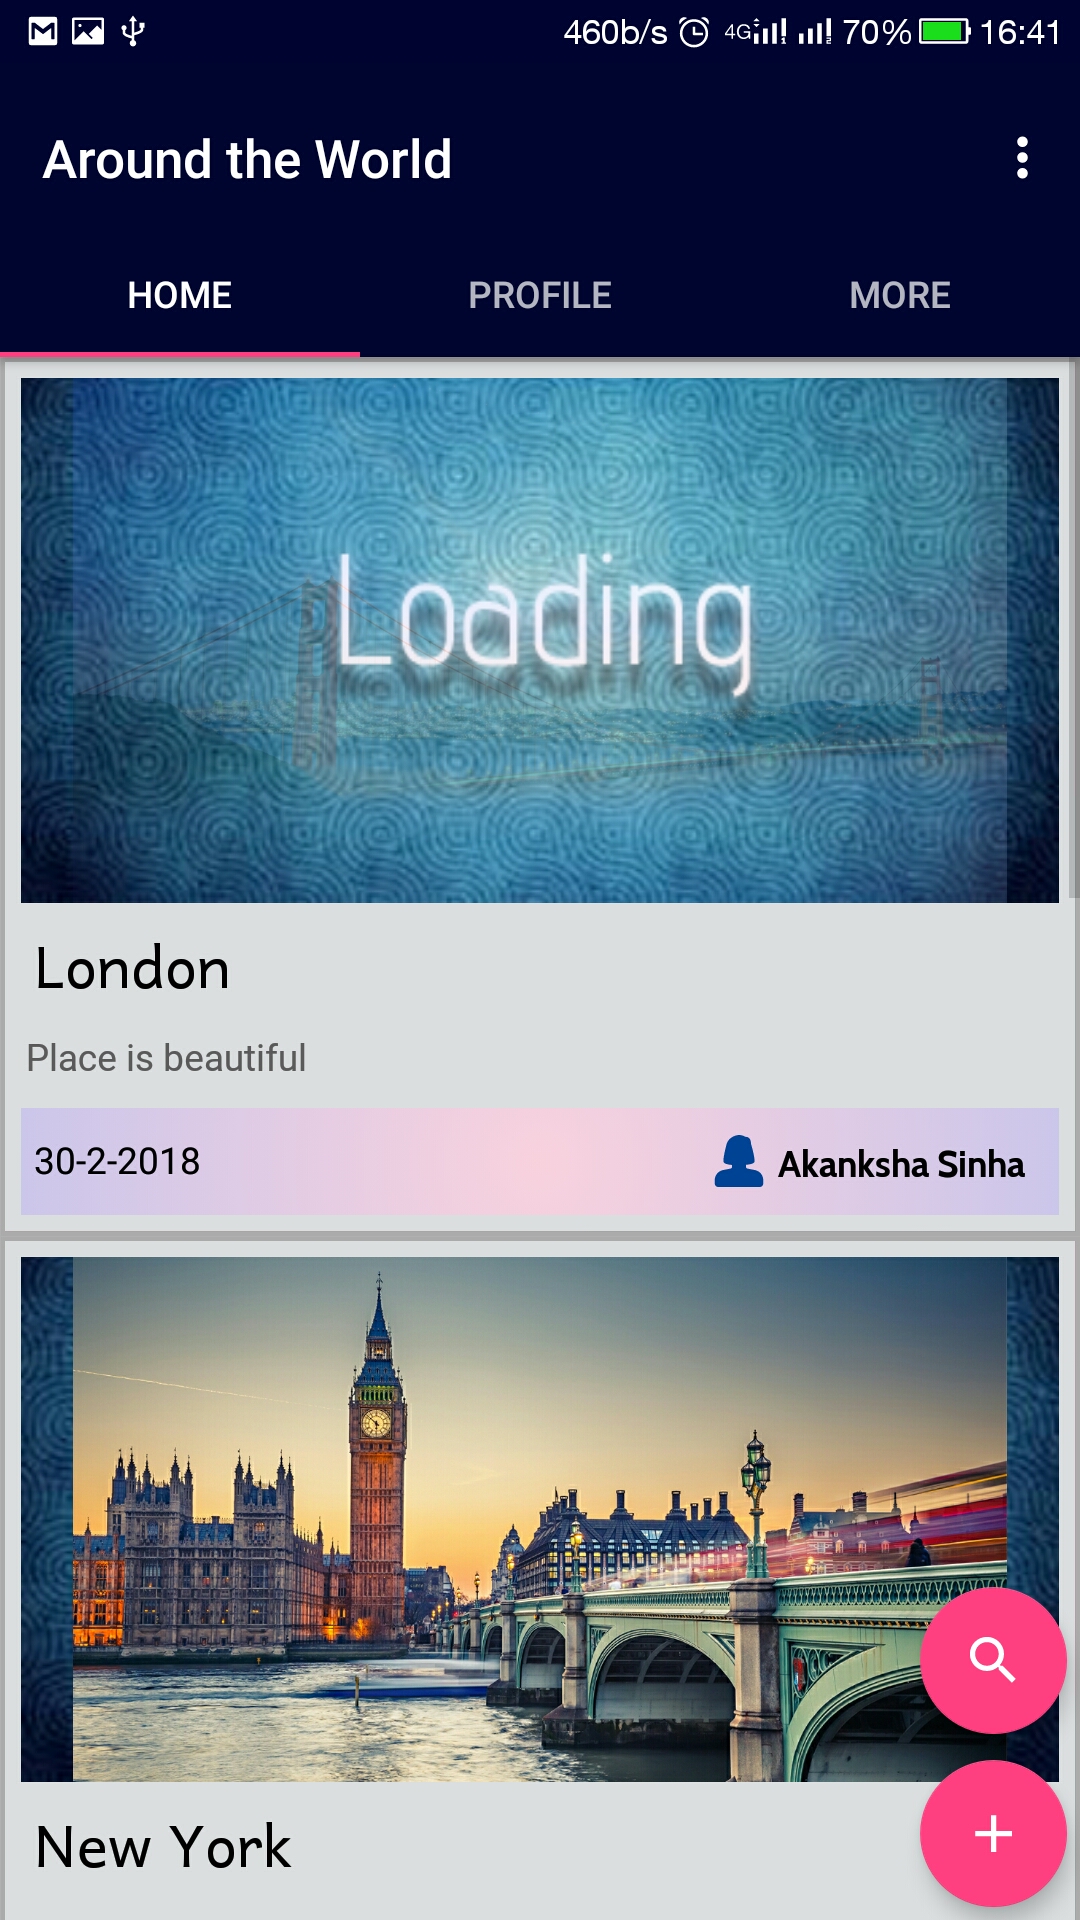 460b/s 4G 70% 16:41
Around the World
HOME PROFILE MORE
Loading
London
Place is beautiful
30-2-2018 Akanksha Sinha
New York